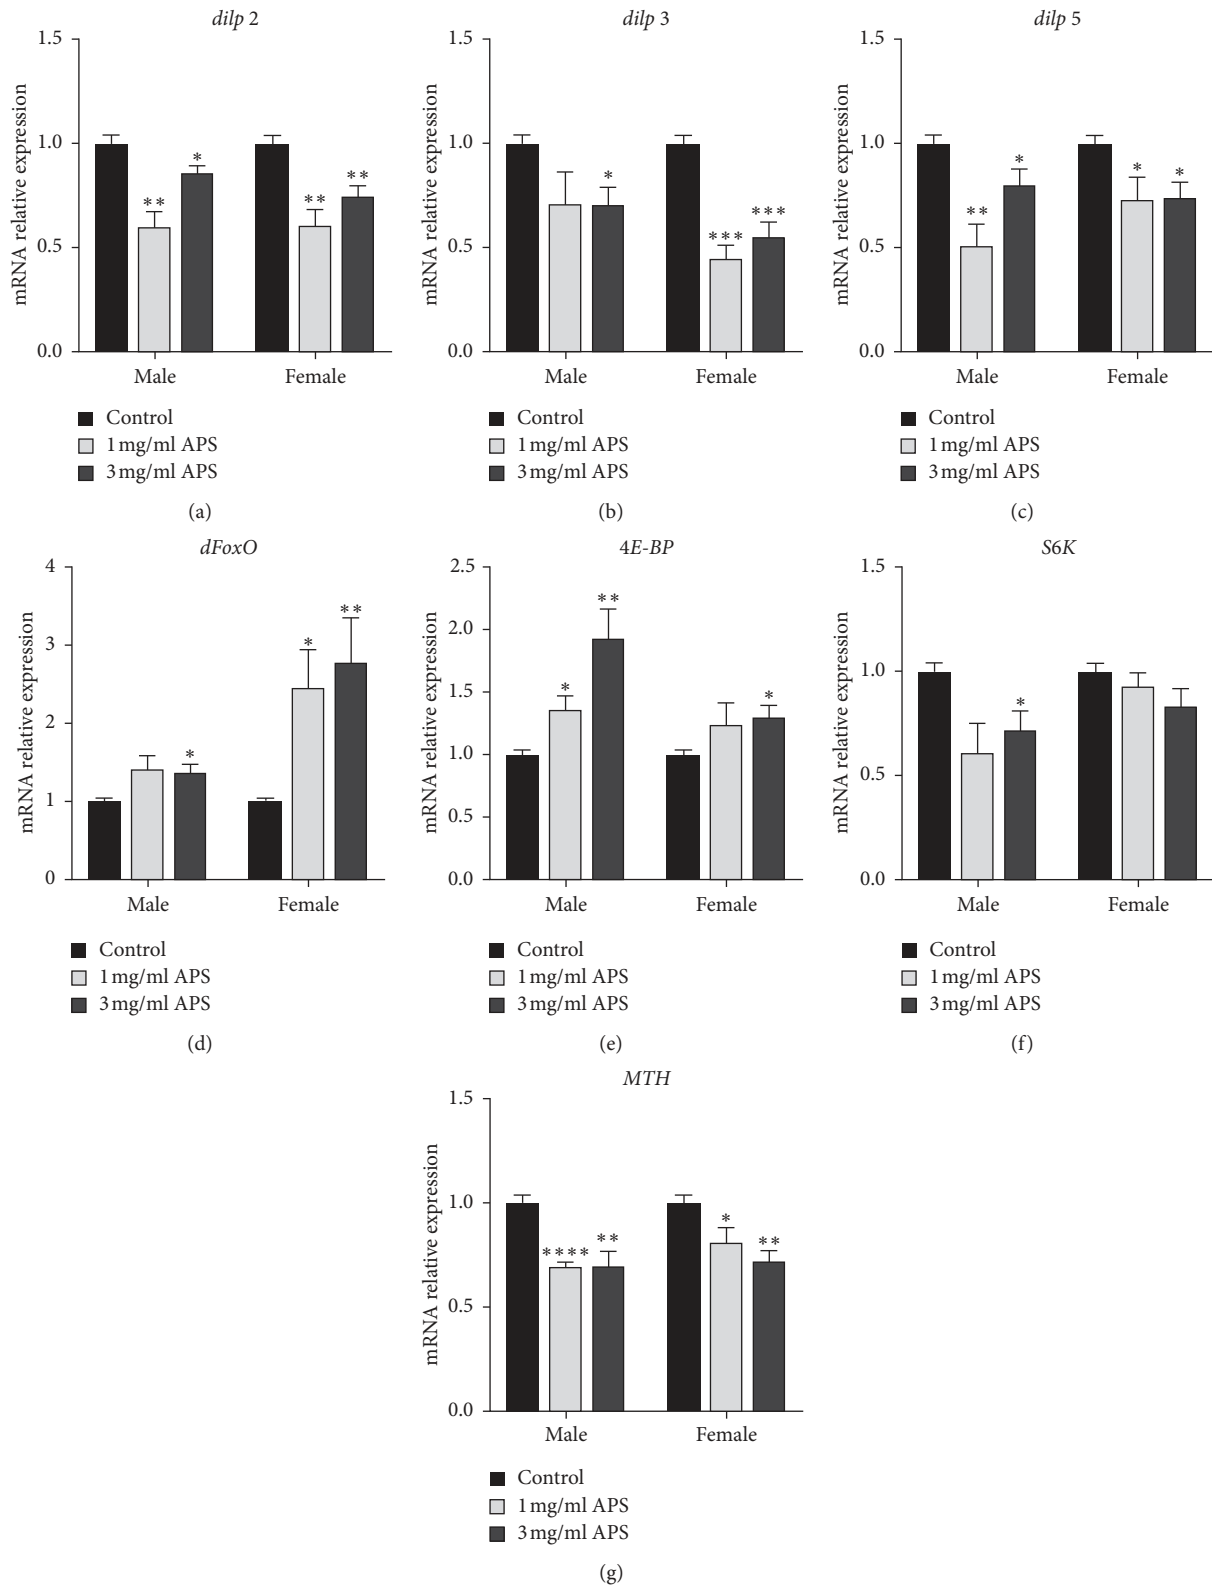 dilp 2
1.5
1.0
0.5
0.0
mRNA relative expression
**
*
**
**
Male
Female
Control
1 mg/ml APS
3 mg/ml APS
(a)
dilp 3
1.5
1.0
0.5
0.0
mRNA relative expression
*
***
***
Male
Female
Control
1 mg/ml APS
3 mg/ml APS
(b)
dilp 5
1.5
1.0
0.5
0.0
mRNA relative expression
**
*
*
*
Male
Female
Control
1 mg/ml APS
3 mg/ml APS
(c)
dFoxO
4
3
2
1
0
mRNA relative expression
*
*
**
Male
Female
Control
1 mg/ml APS
3 mg/ml APS
(d)
4E-BP
2.5
2.0
1.5
1.0
0.5
0.0
mRNA relative expression
*
**
*
Male
Female
Control
1 mg/ml APS
3 mg/ml APS
(e)
S6K
1.5
1.0
0.5
0.0
mRNA relative expression
*
Male
Female
Control
1 mg/ml APS
3 mg/ml APS
(f)
MTH
1.5
1.0
0.5
0.0
mRNA relative expression
****
**
*
**
Male
Female
Control
1 mg/ml APS
3 mg/ml APS
(g)